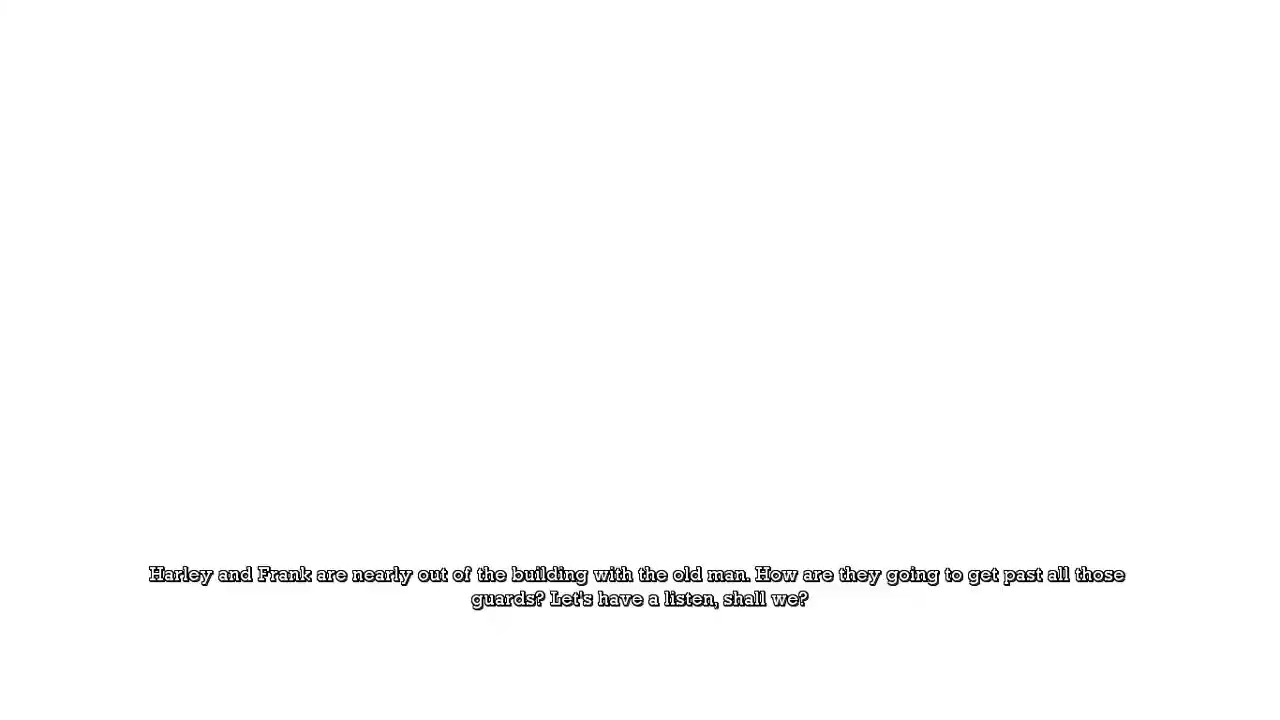 Harley and Frank are nearly out of the building with the old man. How are they going to get past all those
guards? Let's have a listen, shall we?